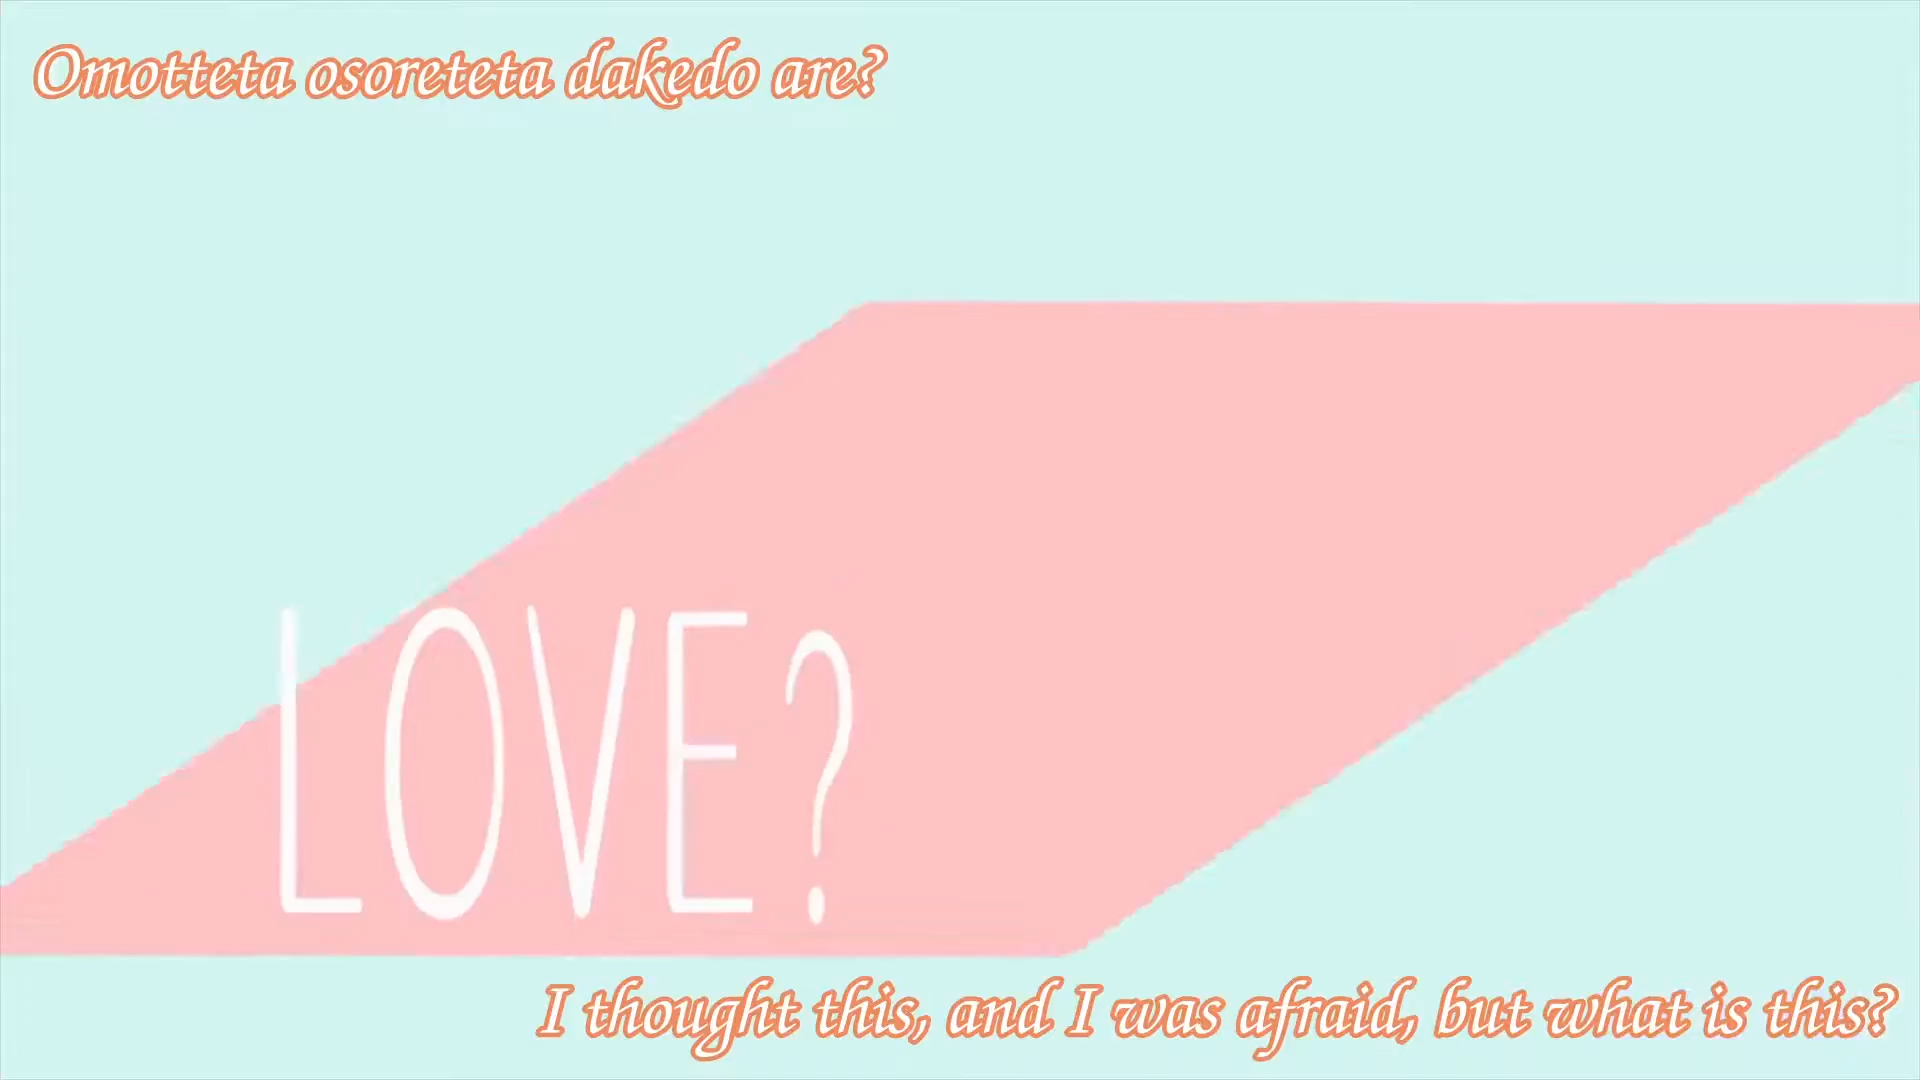 Omotteta osoreteta dakedo are?
LOVE?
I thought this, and I was afraid, but what is this?